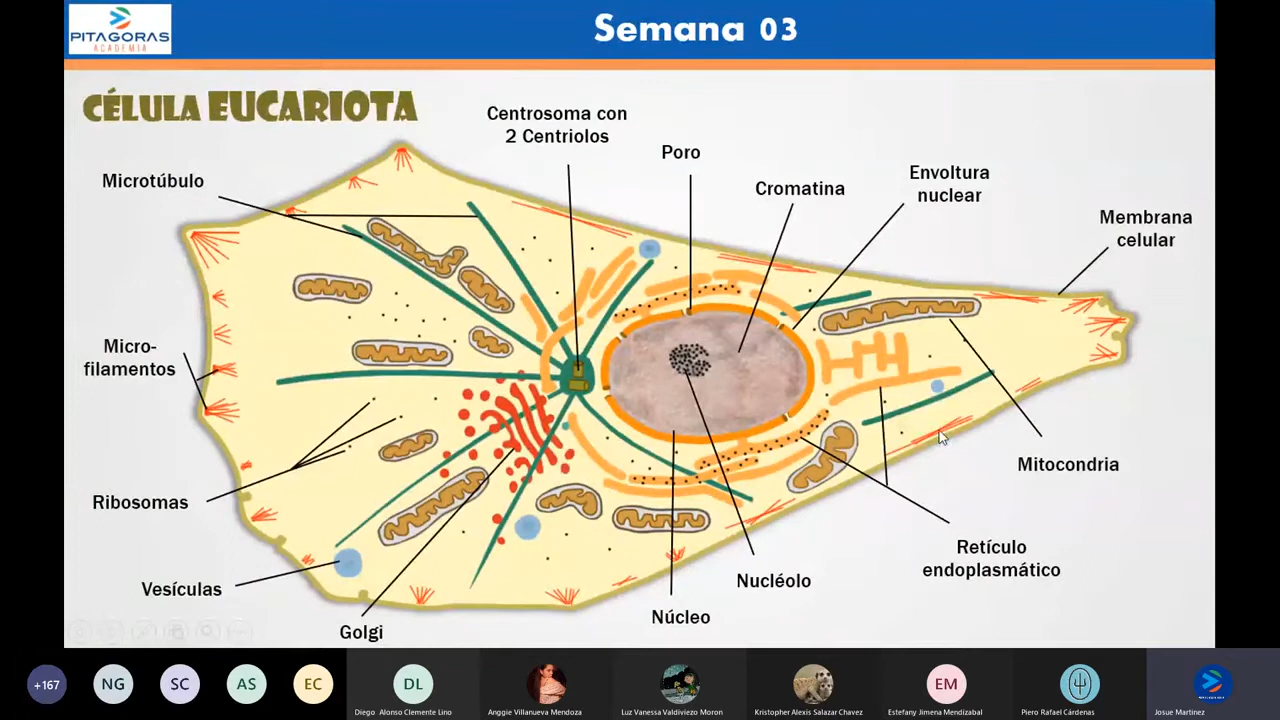 PITAGORAS
ACADEMIA
Semana 03
CÉLULA EUCARIOTA
Centrosoma con
2 Centriolos
Poro
Microtúbulo
Cromatina
Envoltura
nuclear
Membrana
celular
Micro-
filamentos
Mitocondria
Ribosomas
Retículo
endoplasmático
Vesículas
Nucléolo
Núcleo
Golgi
+167
NG
SC
AS
EC
DL
EM
Diego Alonso Clemente Lino
Anggie Villanueva Mendoza
Luz Vanessa Valdiviezo Moron
Kristopher Alexis Salazar Chavez
Estefany Jimena Mendizabal
Piero Rafael Cárdenas
Josue Martinez